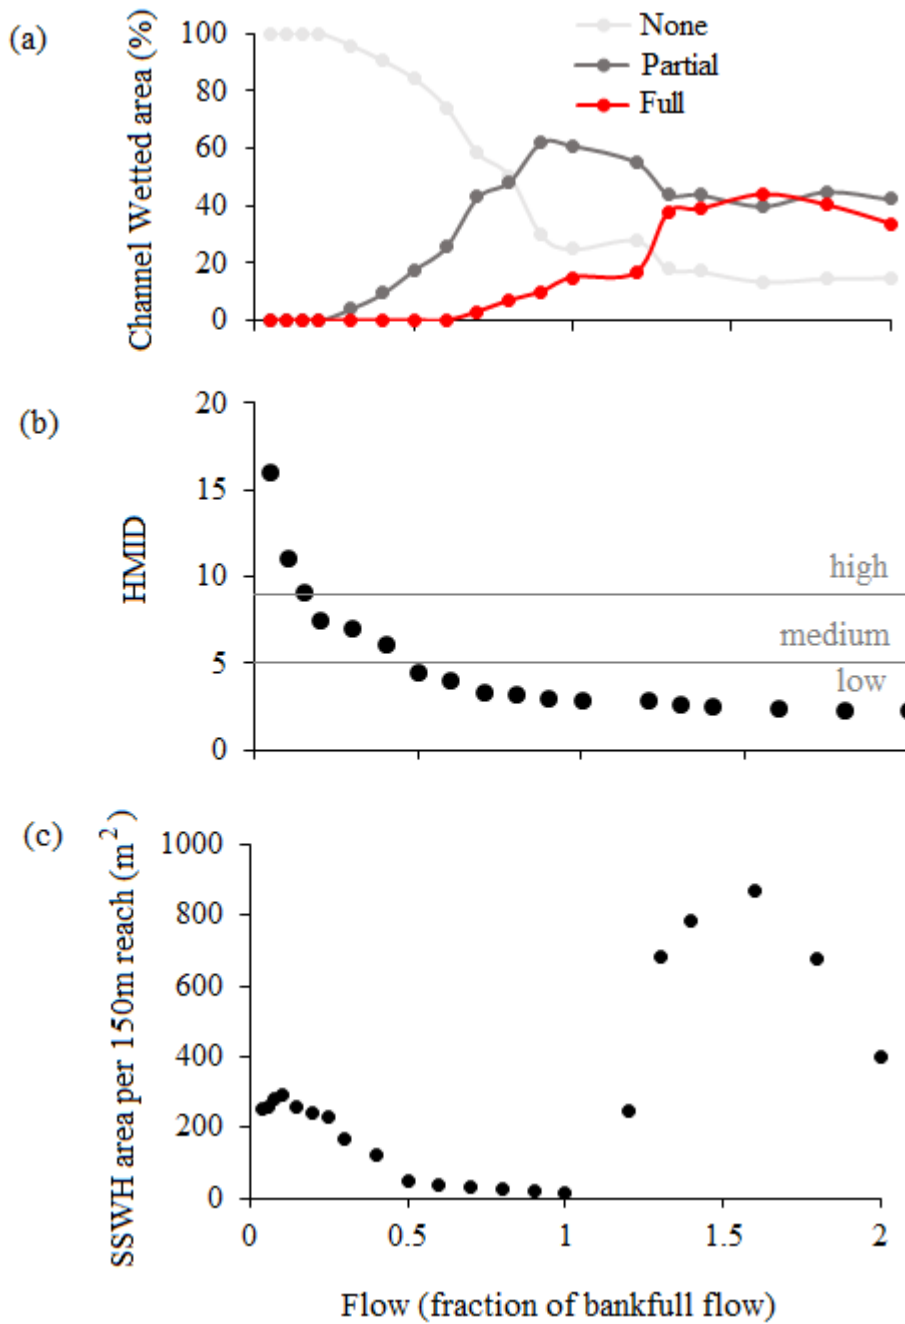 (a)
Channel Wetted area (%)
100
80
60
40
20
0
None
Partial
Full
(b)
HMID
20
15
10
5
0
high
medium
low
(c)
SSWH area per 150m reach (m²)
1000
800
600
400
200
0
0 0.5 1 1.5 2
Flow (fraction of bankfull flow)